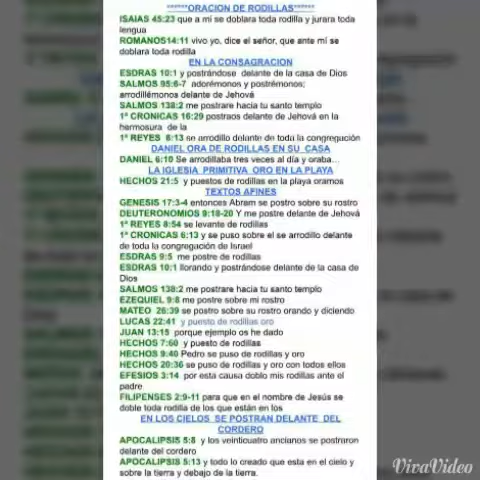 ******ORACION DE RODILLAS******
ISAIAS 45:23 que a mí se doblara toda rodilla y jurara toda
lengua
ROMANOS14:11 vivo yo, dice el señor, que ante mí se
doblara toda rodilla
EN LA CONSAGRACION
ESDRAS 10:1 y postrándose delante de la casa de Dios
SALMOS 95:6-7 adorémonos y postrémonos;
arrodillémonos delante de Jehová
SALMOS 138:2 me postrare hacia tu santo templo
1ª CRONICAS 16:29 postraos delante de Jehová en la
hermosura de la
1ª REYES 8:13 se arrodillo delante de toda la congregución
DANIEL ORA DE RODILLAS EN SU CASA
DANIEL 6:10 Se arrodillaba tres veces al día y oraba...
LA IGLESIA PRIMITIVA ORO EN LA PLAYA
HECHOS 21:5 y puestos de rodillas en la playa oramos
TEXTOS AFINES
GENESIS 17:3-4 entonces Abram se postro sobre su rostro
DEUTERONOMIOS 9:18-20 Y me postre delante de Jehová
1ª REYES 8:54 se levante de rodillas
1ª CRONICAS 6:13 y se puso sobre el se arrodillo delante
de toda la congregación de Israel
ESDRAS 9:5 me postre de rodillas
ESDRAS 10:1 llorando y postrándose delante de la casa de
Dios
SALMOS 138:2 me postrare hacia tu santo templo
EZEQUIEL 9:8 me postre sobre mi rostro
MATEO 26:39 se postro sobre su rostro orando y diciendo
LUCAS 22:41 y puesto de rodillas oro
JUAN 13:15 porque ejemplo os he dado
HECHOS 7:60 y puesto de rodillas
HECHOS 9:40 Pedro se puso de rodillas y oro
HECHOS 20:36 se puso de rodillas y oro con todos ellos
EFESIOS 3:14 por esta causa doblo mis rodillas ante el
padre
FILIPENSES 2:9-11 para que en el nombre de Jesús se
doble toda rodilla de los que están en los
EN LOS CIELOS SE POSTRAN DELANTE DEL
CORDERO
APOCALIPSIS 5:8 y los veinticuatro ancianos se postraron
delante del cordero
APOCALIPSIS 5:13 y todo lo creado que esta en el cielo y
sobre la tierra y debajo de la tierra.
VivaVideo